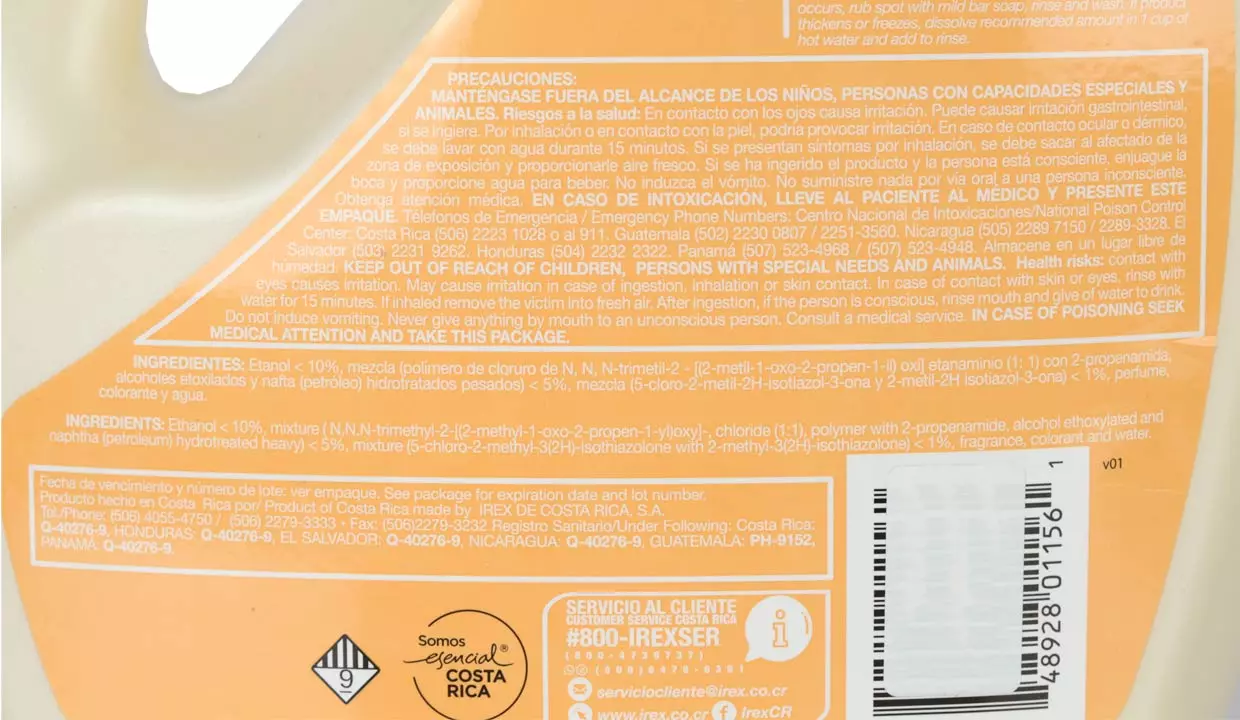 occurs, rub spot with mild bar soap, rinse and wash. If product
thickens or freezes, dissolve recommended amount in 1 cup of
hot water and add to rinse.
PRECAUCIONES:
MANTÉNGASE FUERA DEL ALCANCE DE LOS NIÑOS, PERSONAS CON CAPACIDADES ESPECIALES Y
ANIMALES. Riesgos a la salud: En contacto con los ojos causa irritación. Puede causar irritación gastrointestinal,
si se ingiere. Por inhalación o en contacto con la piel, podría provocar irritación. En caso de contacto ocular o dérmico,
se debe lavar con agua durante 15 minutos. Si se presentan síntomas por inhalación, se debe sacar al afectado de la
zona de exposición y proporcionarle aire fresco. Si se ha ingerido el producto y la persona está consciente, enjuague la
boca y proporcione agua para beber. No induzca el vómito. No suministre nada por vía oral a una persona inconsciente.
Obtenga atención médica. EN CASO DE INTOXICACIÓN, LLEVE AL PACIENTE AL MÉDICO Y PRESENTE ESTE
EMPAQUE. Teléfonos de Emergencia / Emergency Phone Numbers: Centro Nacional de Intoxicaciones/National Poison Control
Center: Costa Rica (506) 2223 1028 o al 911. Guatemala (502) 2230 0807 / 2251-3560. Nicaragua (505) 2289 7150 / 2289-3328. El
Salvador (503) 2231 9262. Honduras (504) 2232 2322. Panamá (507) 523-4968 / (507) 523-4948. Almacene en un lugar libre de
humedad. KEEP OUT OF REACH OF CHILDREN, PERSONS WITH SPECIAL NEEDS AND ANIMALS. Health risks: contact with
eyes causes irritation. May cause irritation in case of ingestion, inhalation or skin contact. In case of contact with skin or eyes, rinse with
water for 15 minutes. If inhaled remove the victim into fresh air. After ingestion, if the person is conscious, rinse mouth and give of water to drink.
Do not induce vomiting. Never give anything by mouth to an unconscious person. Consult a medical service. IN CASE OF POISONING SEEK
MEDICAL ATTENTION AND TAKE THIS PACKAGE.
INGREDIENTES: Etanol < 10%, mezcla (polímero de cloruro de N, N, N-trimetil-2 - [(2-metil-1-oxo-2-propen-1-il) oxi] etanaminio (1: 1) con 2-propenamida,
alcoholes etoxilados y nafta (petróleo) hidrotratados pesados) < 5%, mezcla (5-cloro-2-metil-2H-isotiazol-3-ona y 2-metil-2H isotiazol-3-ona) < 1%, perfume,
colorante y agua.
INGREDIENTS: Ethanol < 10%, mixture ( N,N,N-trimethyl-2-[(2-methyl-1-oxo-2-propen-1-yl)oxy]-, chloride (1:1), polymer with 2-propenamide, alcohol ethoxylated and
naphtha (petroleum) hydrotreated heavy) < 5%, mixture (5-chloro-2-methyl-3(2H)-isothiazolone with 2-methyl-3(2H)-isothiazolone) < 1%, fragrance, colorant and water.
v01
Fecha de vencimiento y número de lote: ver empaque. See package for expiration date and lot number.
Producto hecho en Costa Rica por/ Product of Costa Rica made by IREX DE COSTA RICA, S.A.
Tel./Phone: (506) 4055-4750 / (506) 2279-3333 • Fax: (506)2279-3232 Registro Sanitario/Under Following: Costa Rica:
Q-40276-9, HONDURAS: Q-40276-9, EL SALVADOR: Q-40276-9, NICARAGUA: Q-40276-9, GUATEMALA: PH-9152,
PANAMÁ: Q-40276-9.
48928 01156 1
9
Somos
esencial®
COSTA
RICA
SERVICIO AL CLIENTE
CUSTOMER SERVICE COSTA RICA
#800-IREXSER
(800-4739737)
i
serviciocliente@irex.co.cr
www.irex.co.cr f IrexCR